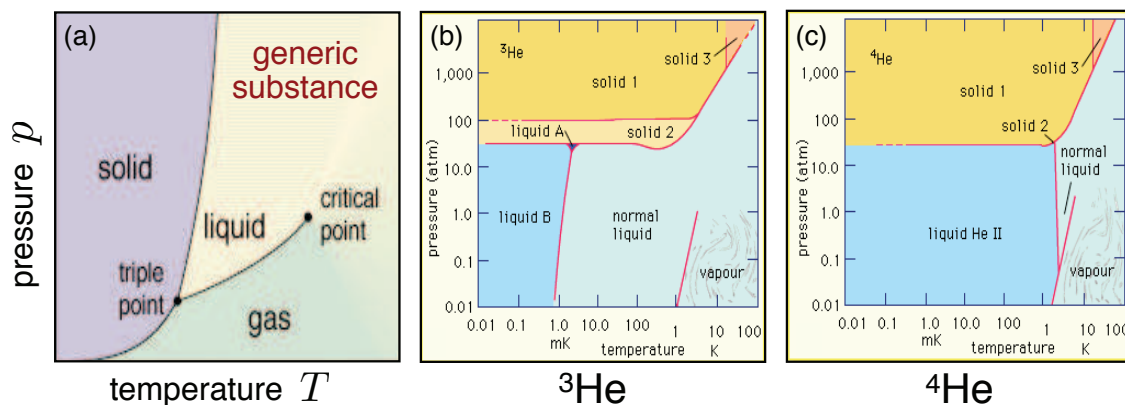 (a)
generic
substance
solid
liquid
critical
point
triple
point
gas
pressure p
temperature T
(b)
³He
solid 3
1,000
solid 1
100
liquid A
solid 2
10.0
pressure (atm)
1.0
liquid B
normal
liquid
0.1
vapour
0.01
0.01 0.1 1.0 10.0 100 1 10 100
mK temperature K
³He
(c)
⁴He
solid 3
1,000
solid 1
100
solid 2
10.0
normal
liquid
pressure (atm)
1.0
liquid He II
0.1
vapour
0.01
0.01 0.1 1.0 10.0 100 1 10 100
mK temperature K
⁴He